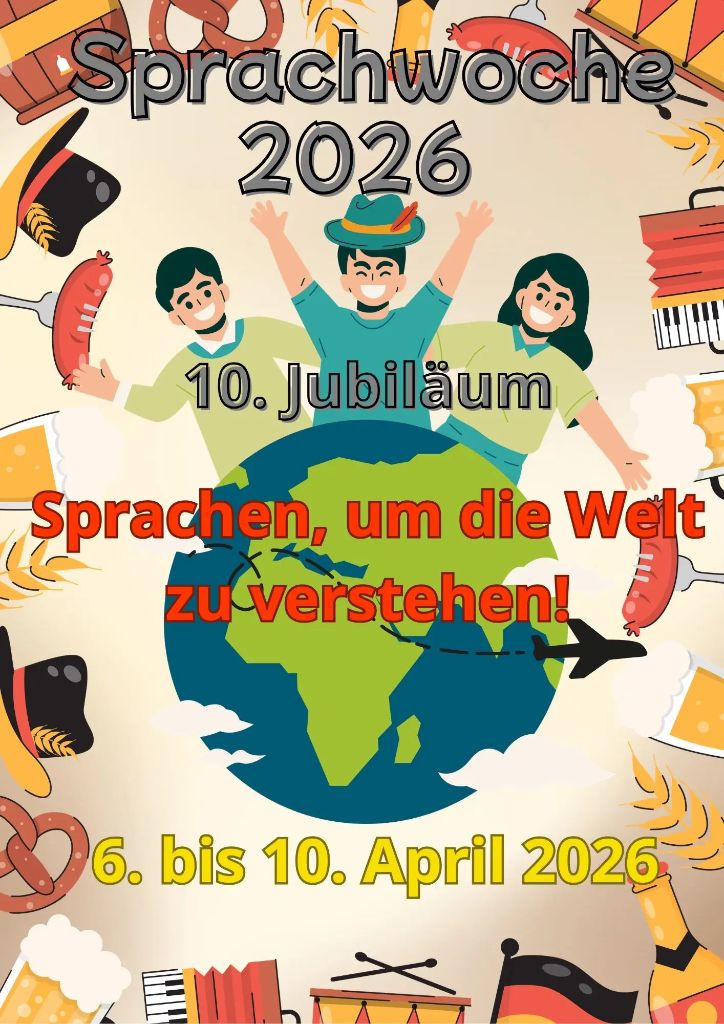 Sprachwoche
2026
10. Jubiläum
Sprachen, um die Welt
zu verstehen!
6. bis 10. April 2026